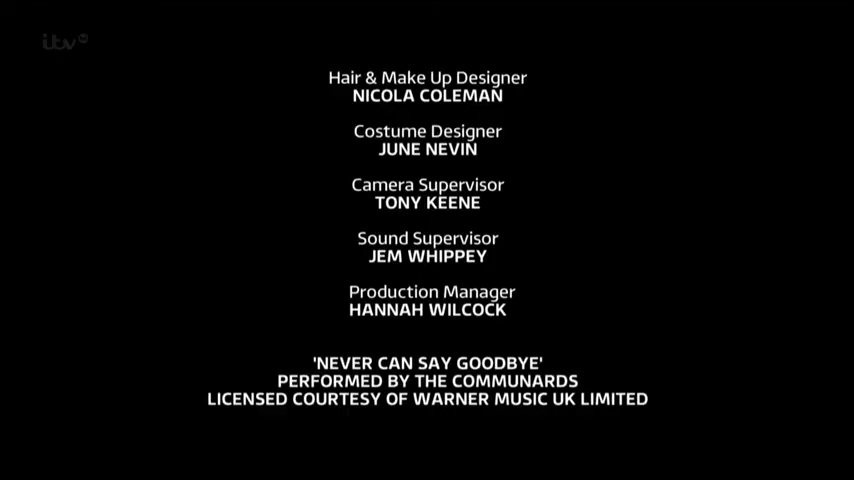 itv
Hair & Make Up Designer
NICOLA COLEMAN
Costume Designer
JUNE NEVIN
Camera Supervisor
TONY KEENE
Sound Supervisor
JEM WHIPPEY
Production Manager
HANNAH WILCOCK
'NEVER CAN SAY GOODBYE'
PERFORMED BY THE COMMUNARDS
LICENSED COURTESY OF WARNER MUSIC UK LIMITED